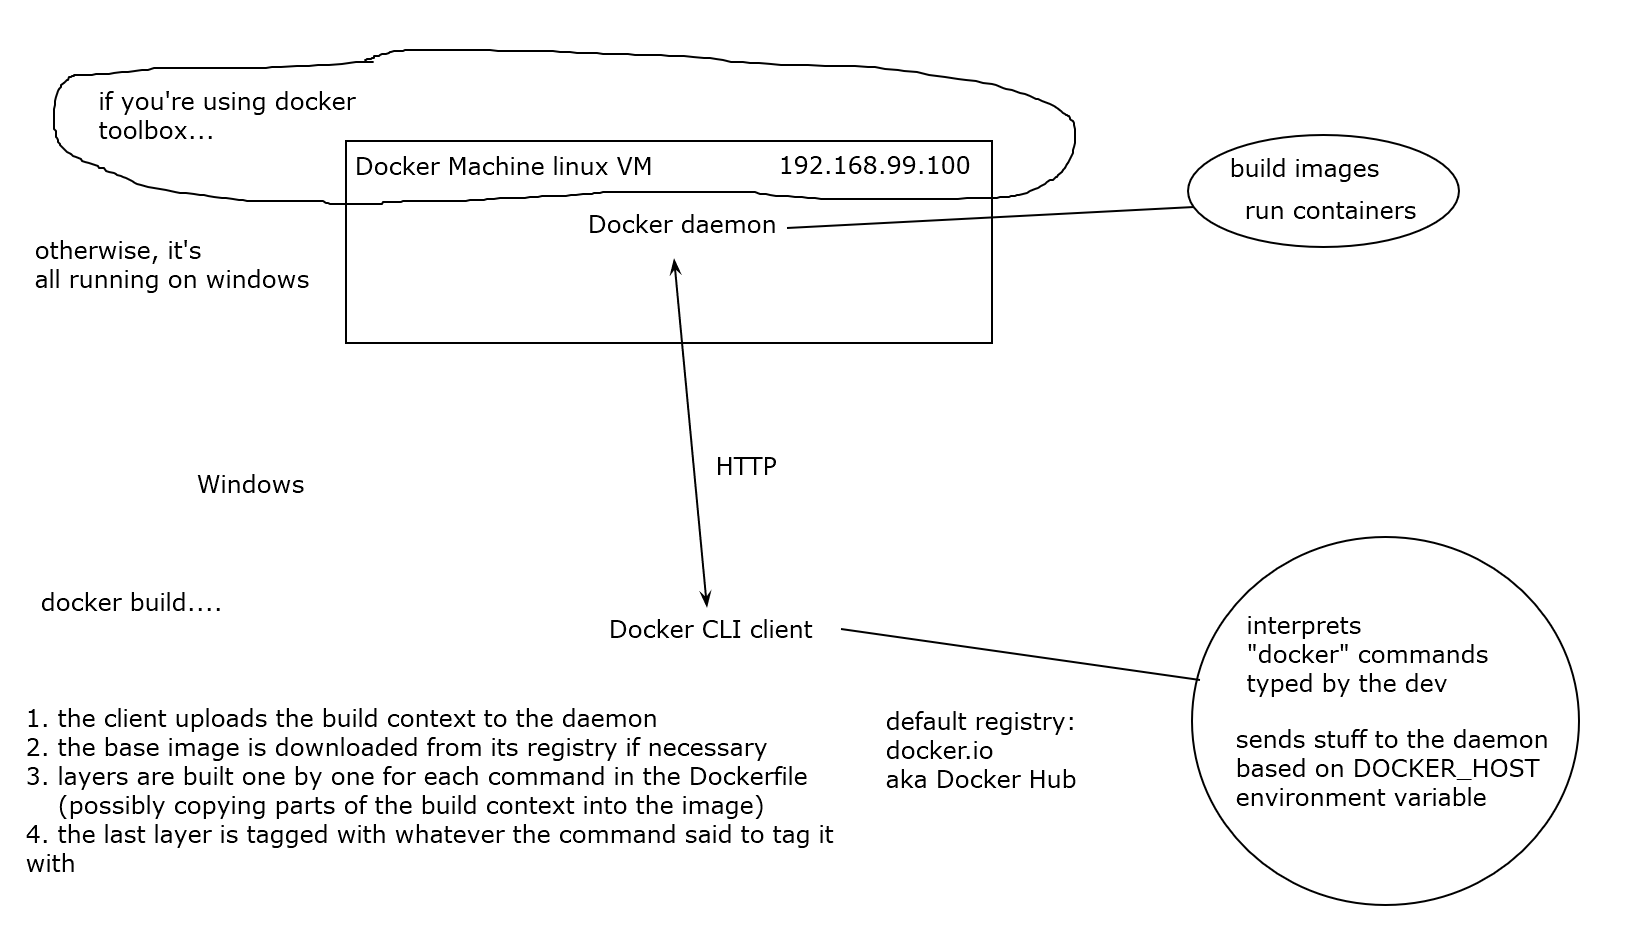 if you're using docker
toolbox...
Docker Machine linux VM
192.168.99.100
build images
run containers
Docker daemon
otherwise, it's
all running on windows
HTTP
Windows
docker build....
Docker CLI client
interprets
"docker" commands
typed by the dev
sends stuff to the daemon
based on DOCKER_HOST
environment variable
1. the client uploads the build context to the daemon
2. the base image is downloaded from its registry if necessary
3. layers are built one by one for each command in the Dockerfile
(possibly copying parts of the build context into the image)
4. the last layer is tagged with whatever the command said to tag it
with
default registry:
docker.io
aka Docker Hub